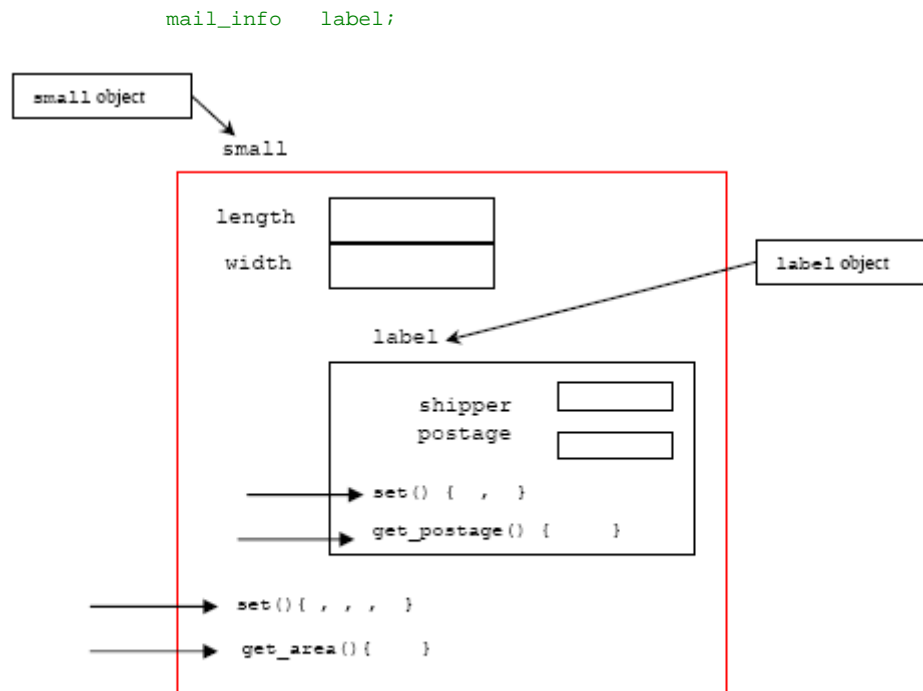 mail_info label;
small object
small
length
width
label object
label
shipper
postage
set() { , }
get_postage() { }
set(){ , , , }
get_area(){ }